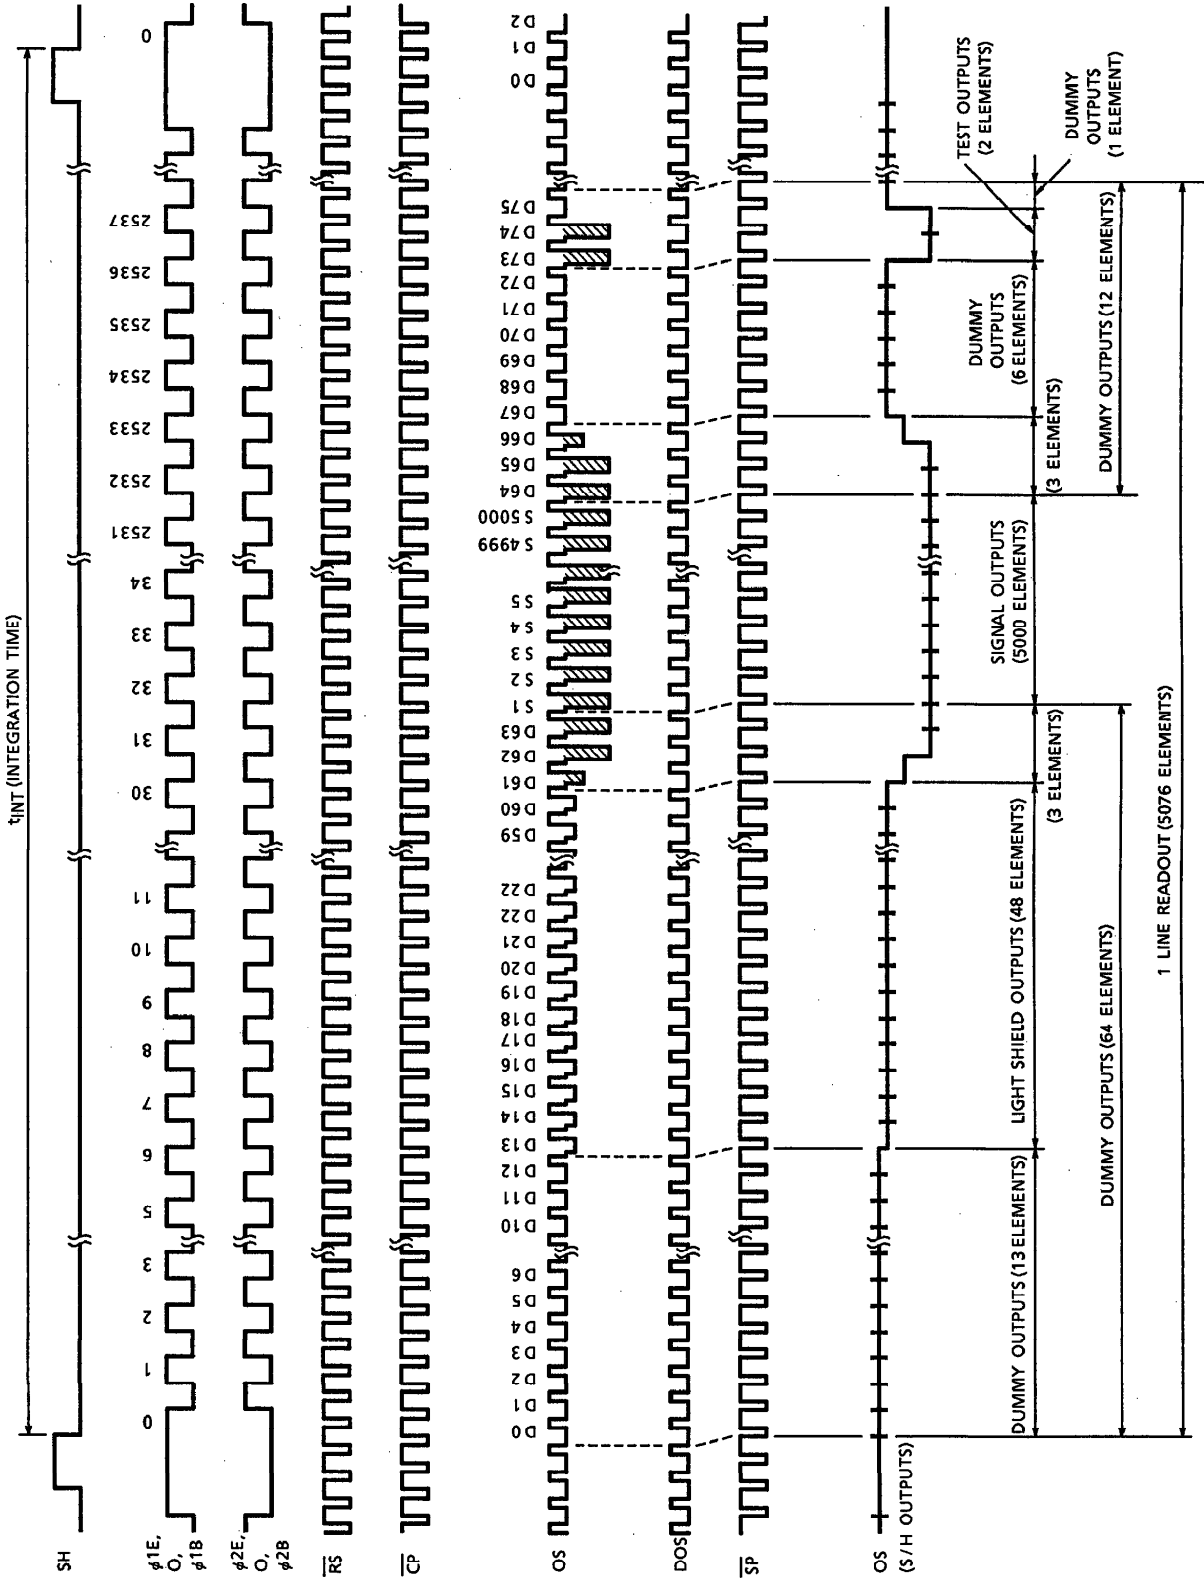 tINT (INTEGRATION TIME)
SH
φ1E,
O,
φ1B
0 1 2 3 5 6 7 8 9 10 11 30 31 32 33 34 2531 2532 2533 2534 2535 2536 2537 0
φ2E,
O,
φ2B
RS
CP
OS
D0 D1 D2 D3 D4 D5 D6 D10 D11 D12 D13 D14 D15 D16 D17 D18 D19 D20 D21 D22 D22 D59 D60 D61 D62 D63 S1 S2 S3 S4 S5 S4999 S5000 D64 D65 D66 D67 D68 D69 D70 D71 D72 D73 D74 D75 D0 D1 D2
DOS
SP
OS
(S/H OUTPUTS)
DUMMY OUTPUTS (13 ELEMENTS)
LIGHT SHIELD OUTPUTS (48 ELEMENTS)
(3 ELEMENTS)
SIGNAL OUTPUTS
(5000 ELEMENTS)
(3 ELEMENTS)
DUMMY
OUTPUTS
(6 ELEMENTS)
TEST OUTPUTS
(2 ELEMENTS)
DUMMY
OUTPUTS
(1 ELEMENT)
DUMMY OUTPUTS (64 ELEMENTS)
DUMMY OUTPUTS (12 ELEMENTS)
1 LINE READOUT (5076 ELEMENTS)